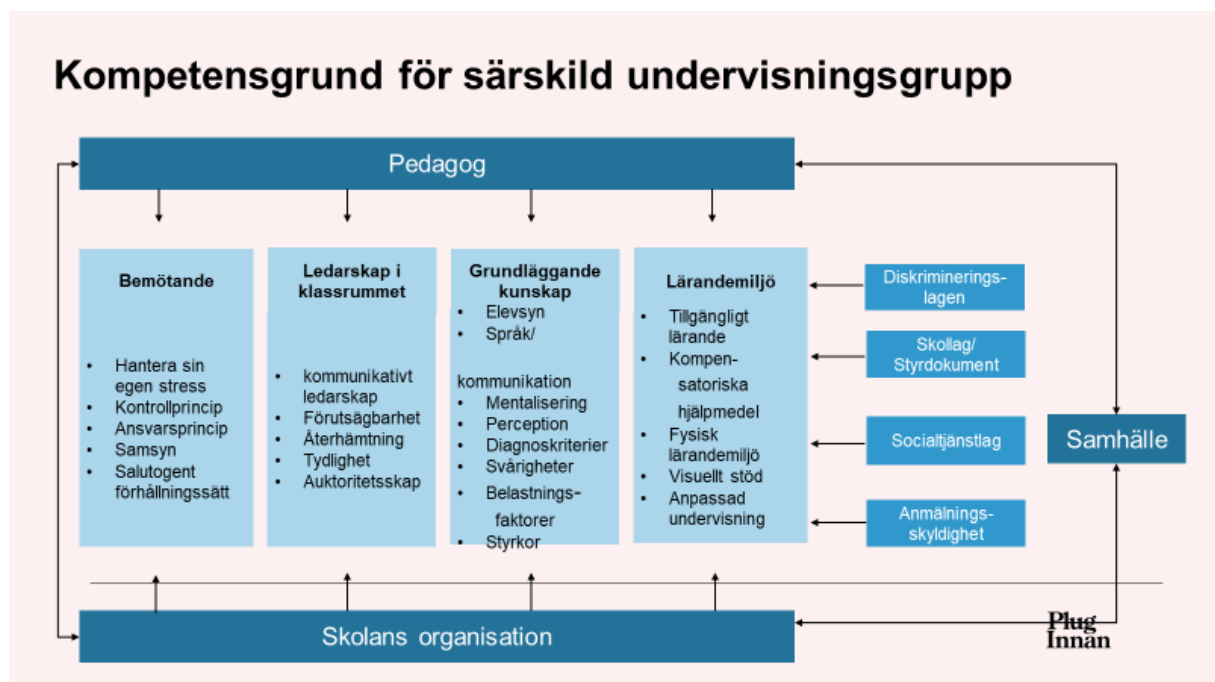 Kompetensgrund för särskild undervisningsgrupp
Pedagog
Bemötande
• Hantera sin
egen stress
• Kontrollprincip
• Ansvarsprincip
• Samsyn
• Salutogent
förhållningssätt
Ledarskap i
klassrummet
• kommunikativt
ledarskap
• Förutsägbarhet
• Återhämtning
• Tydlighet
• Auktoritetsskap
Grundläggande
kunskap
• Elevsyn
• Språk/
kommunikation
• Mentalisering
• Perception
• Diagnoskriterier
• Svårigheter
• Belastnings-
faktorer
• Styrkor
Lärandemiljö
• Tillgängligt
lärande
• Kompen-
satoriska
hjälpmedel
• Fysisk
lärandemiljö
• Visuellt stöd
• Anpassad
undervisning
Diskriminerings-
lagen
Skollag/
Styrdokument
Socialtjänstlag
Anmälnings-
skyldighet
Samhälle
Skolans organisation
Plug
Innan